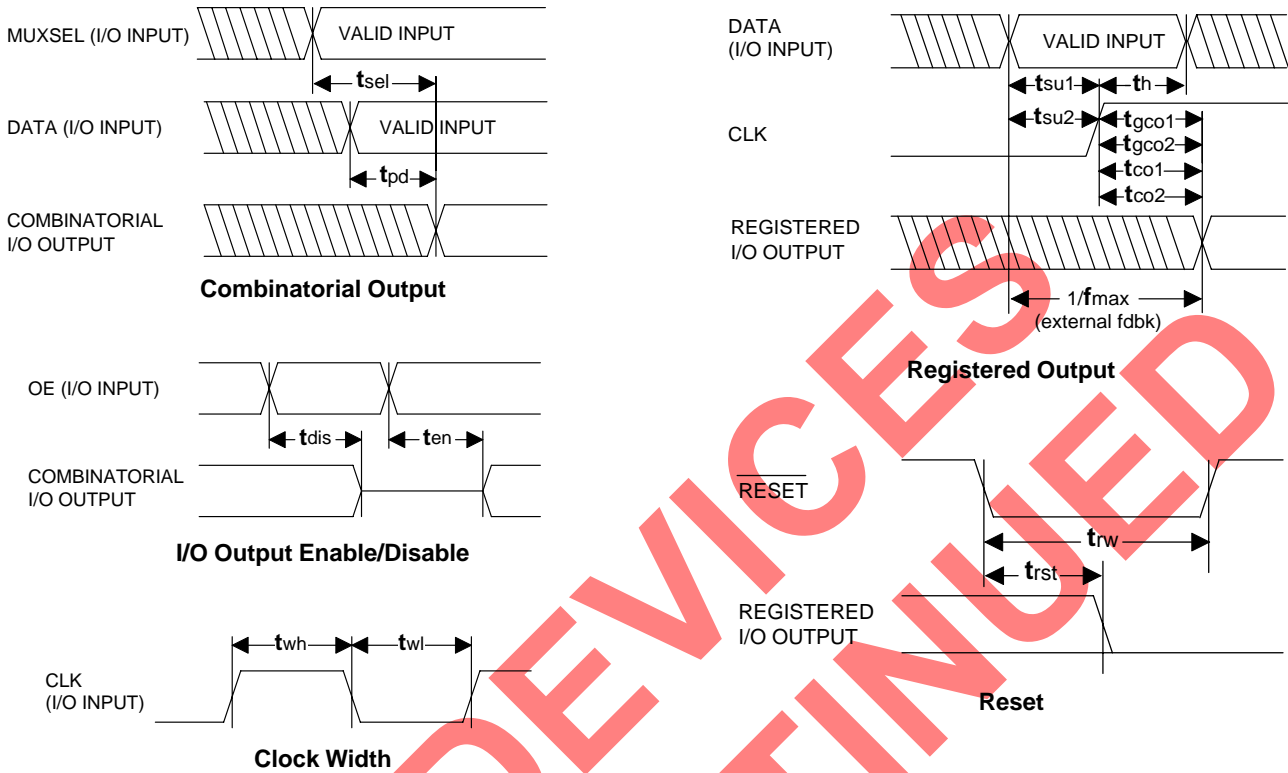 MUXSEL (I/O INPUT)
VALID INPUT
tsel
DATA (I/O INPUT)
VALID INPUT
tpd
COMBINATORIAL
I/O OUTPUT
Combinatorial Output
OE (I/O INPUT)
tdis
ten
COMBINATORIAL
I/O OUTPUT
I/O Output Enable/Disable
twh
twl
CLK
(I/O INPUT)
Clock Width
DATA
(I/O INPUT)
VALID INPUT
tsu1
th
tsu2
tgco1
CLK
tgco2
tco1
tco2
REGISTERED
I/O OUTPUT
1/fmax
(external fdbk)
Registered Output
RESET
trw
trst
REGISTERED
I/O OUTPUT
Reset
DEVICES
TINUED